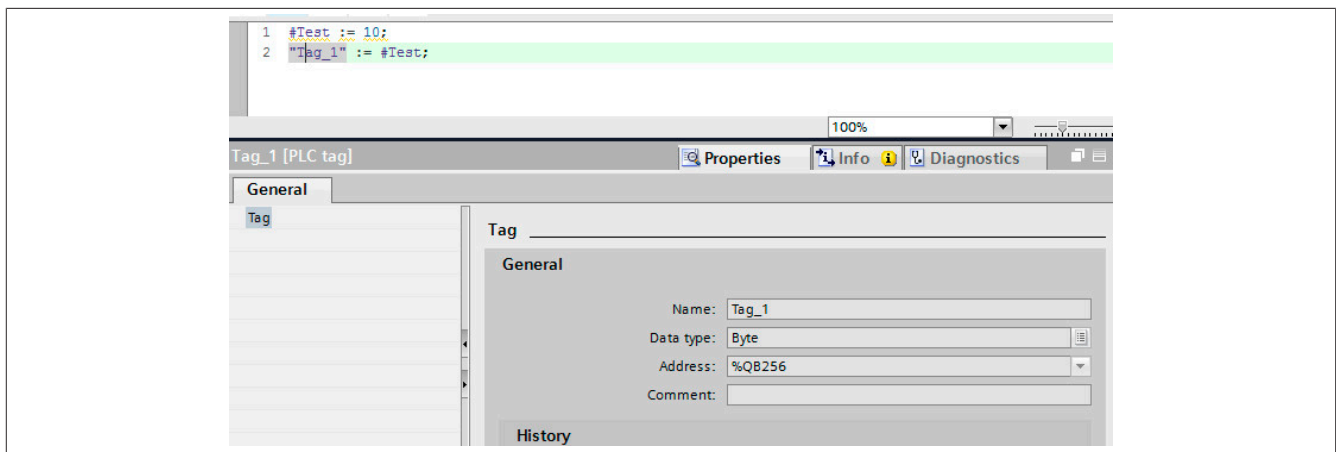 1 #Test := 10;
2 "Tag_1" := #Test;
100%
Tag_1 [PLC tag]
Properties
Info
Diagnostics
General
Tag
Tag
General
Name: Tag_1
Data type: Byte
Address: %QB256
Comment:
History